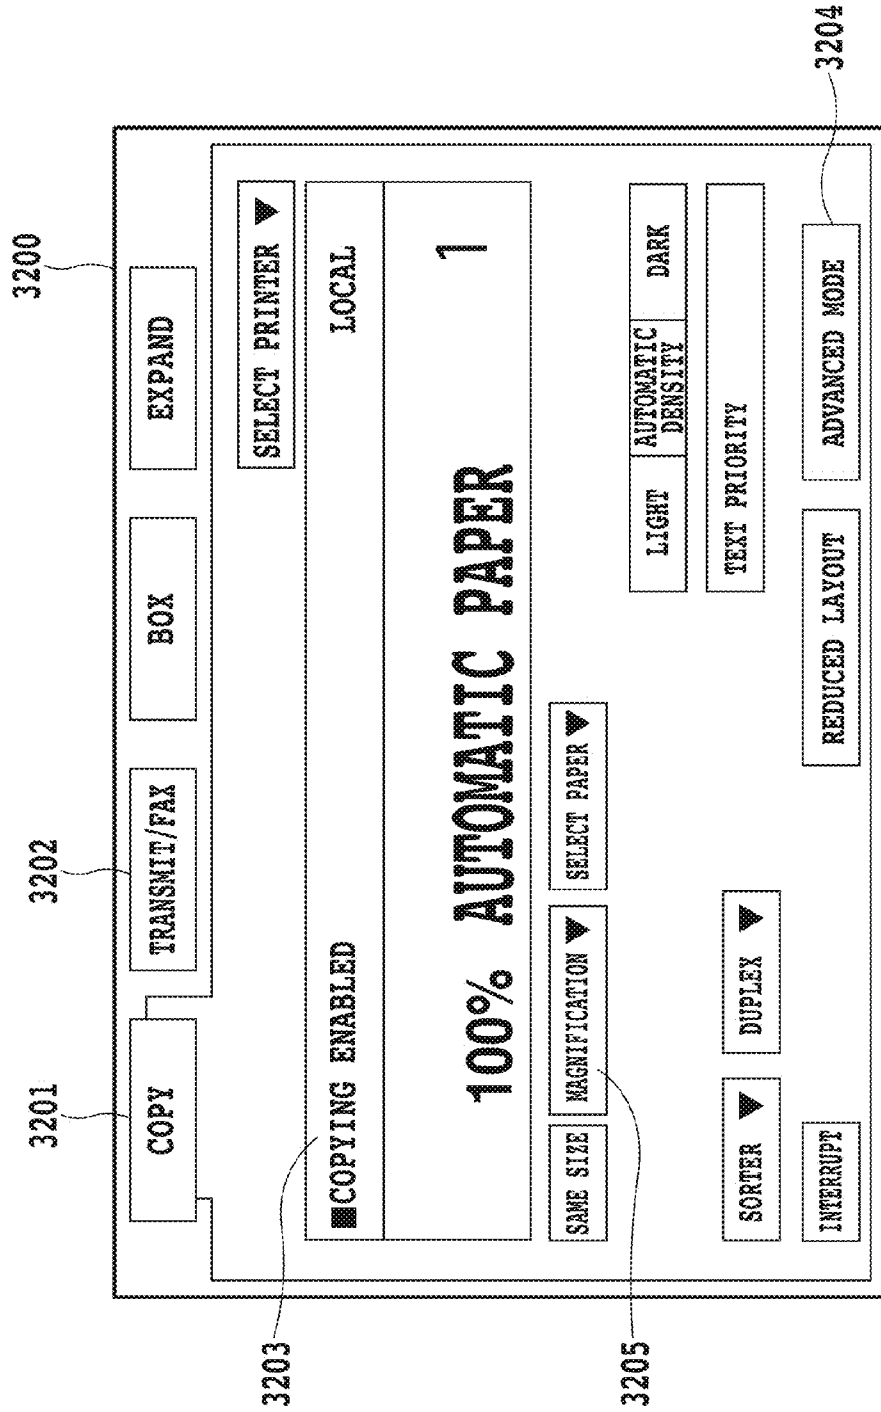 3200
3201
3202
COPY
TRANSMIT/FAX
BOX
EXPAND
SELECT PRINTER ▼
3203
■COPYING ENABLED
LOCAL
100% AUTOMATIC PAPER
1
SAME SIZE
MAGNIFICATION ▼
SELECT PAPER ▼
3205
LIGHT
AUTOMATIC
DENSITY
DARK
SORTER ▼
DUPLEX ▼
TEXT PRIORITY
INTERRUPT
REDUCED LAYOUT
ADVANCED MODE
3204